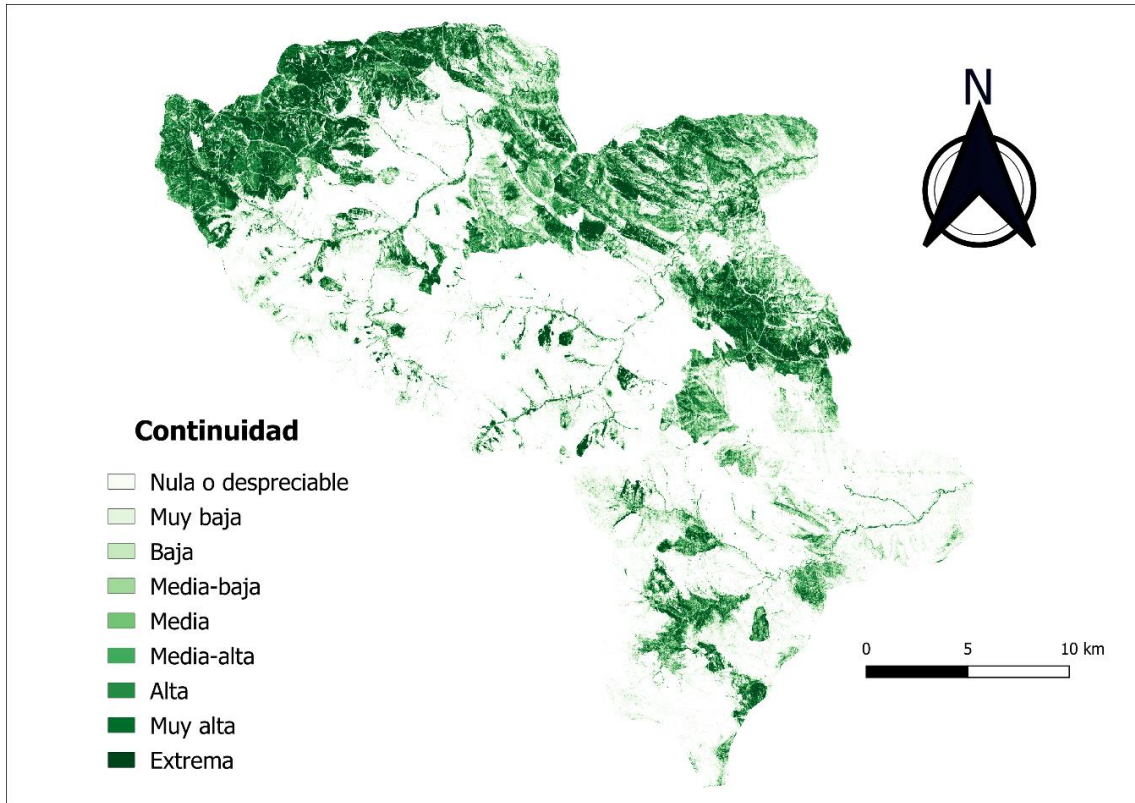 N
Continuidad
Nula o despreciable
Muy baja
Baja
Media-baja
Media
Media-alta
Alta
Muy alta
Extrema
0 5 10 km